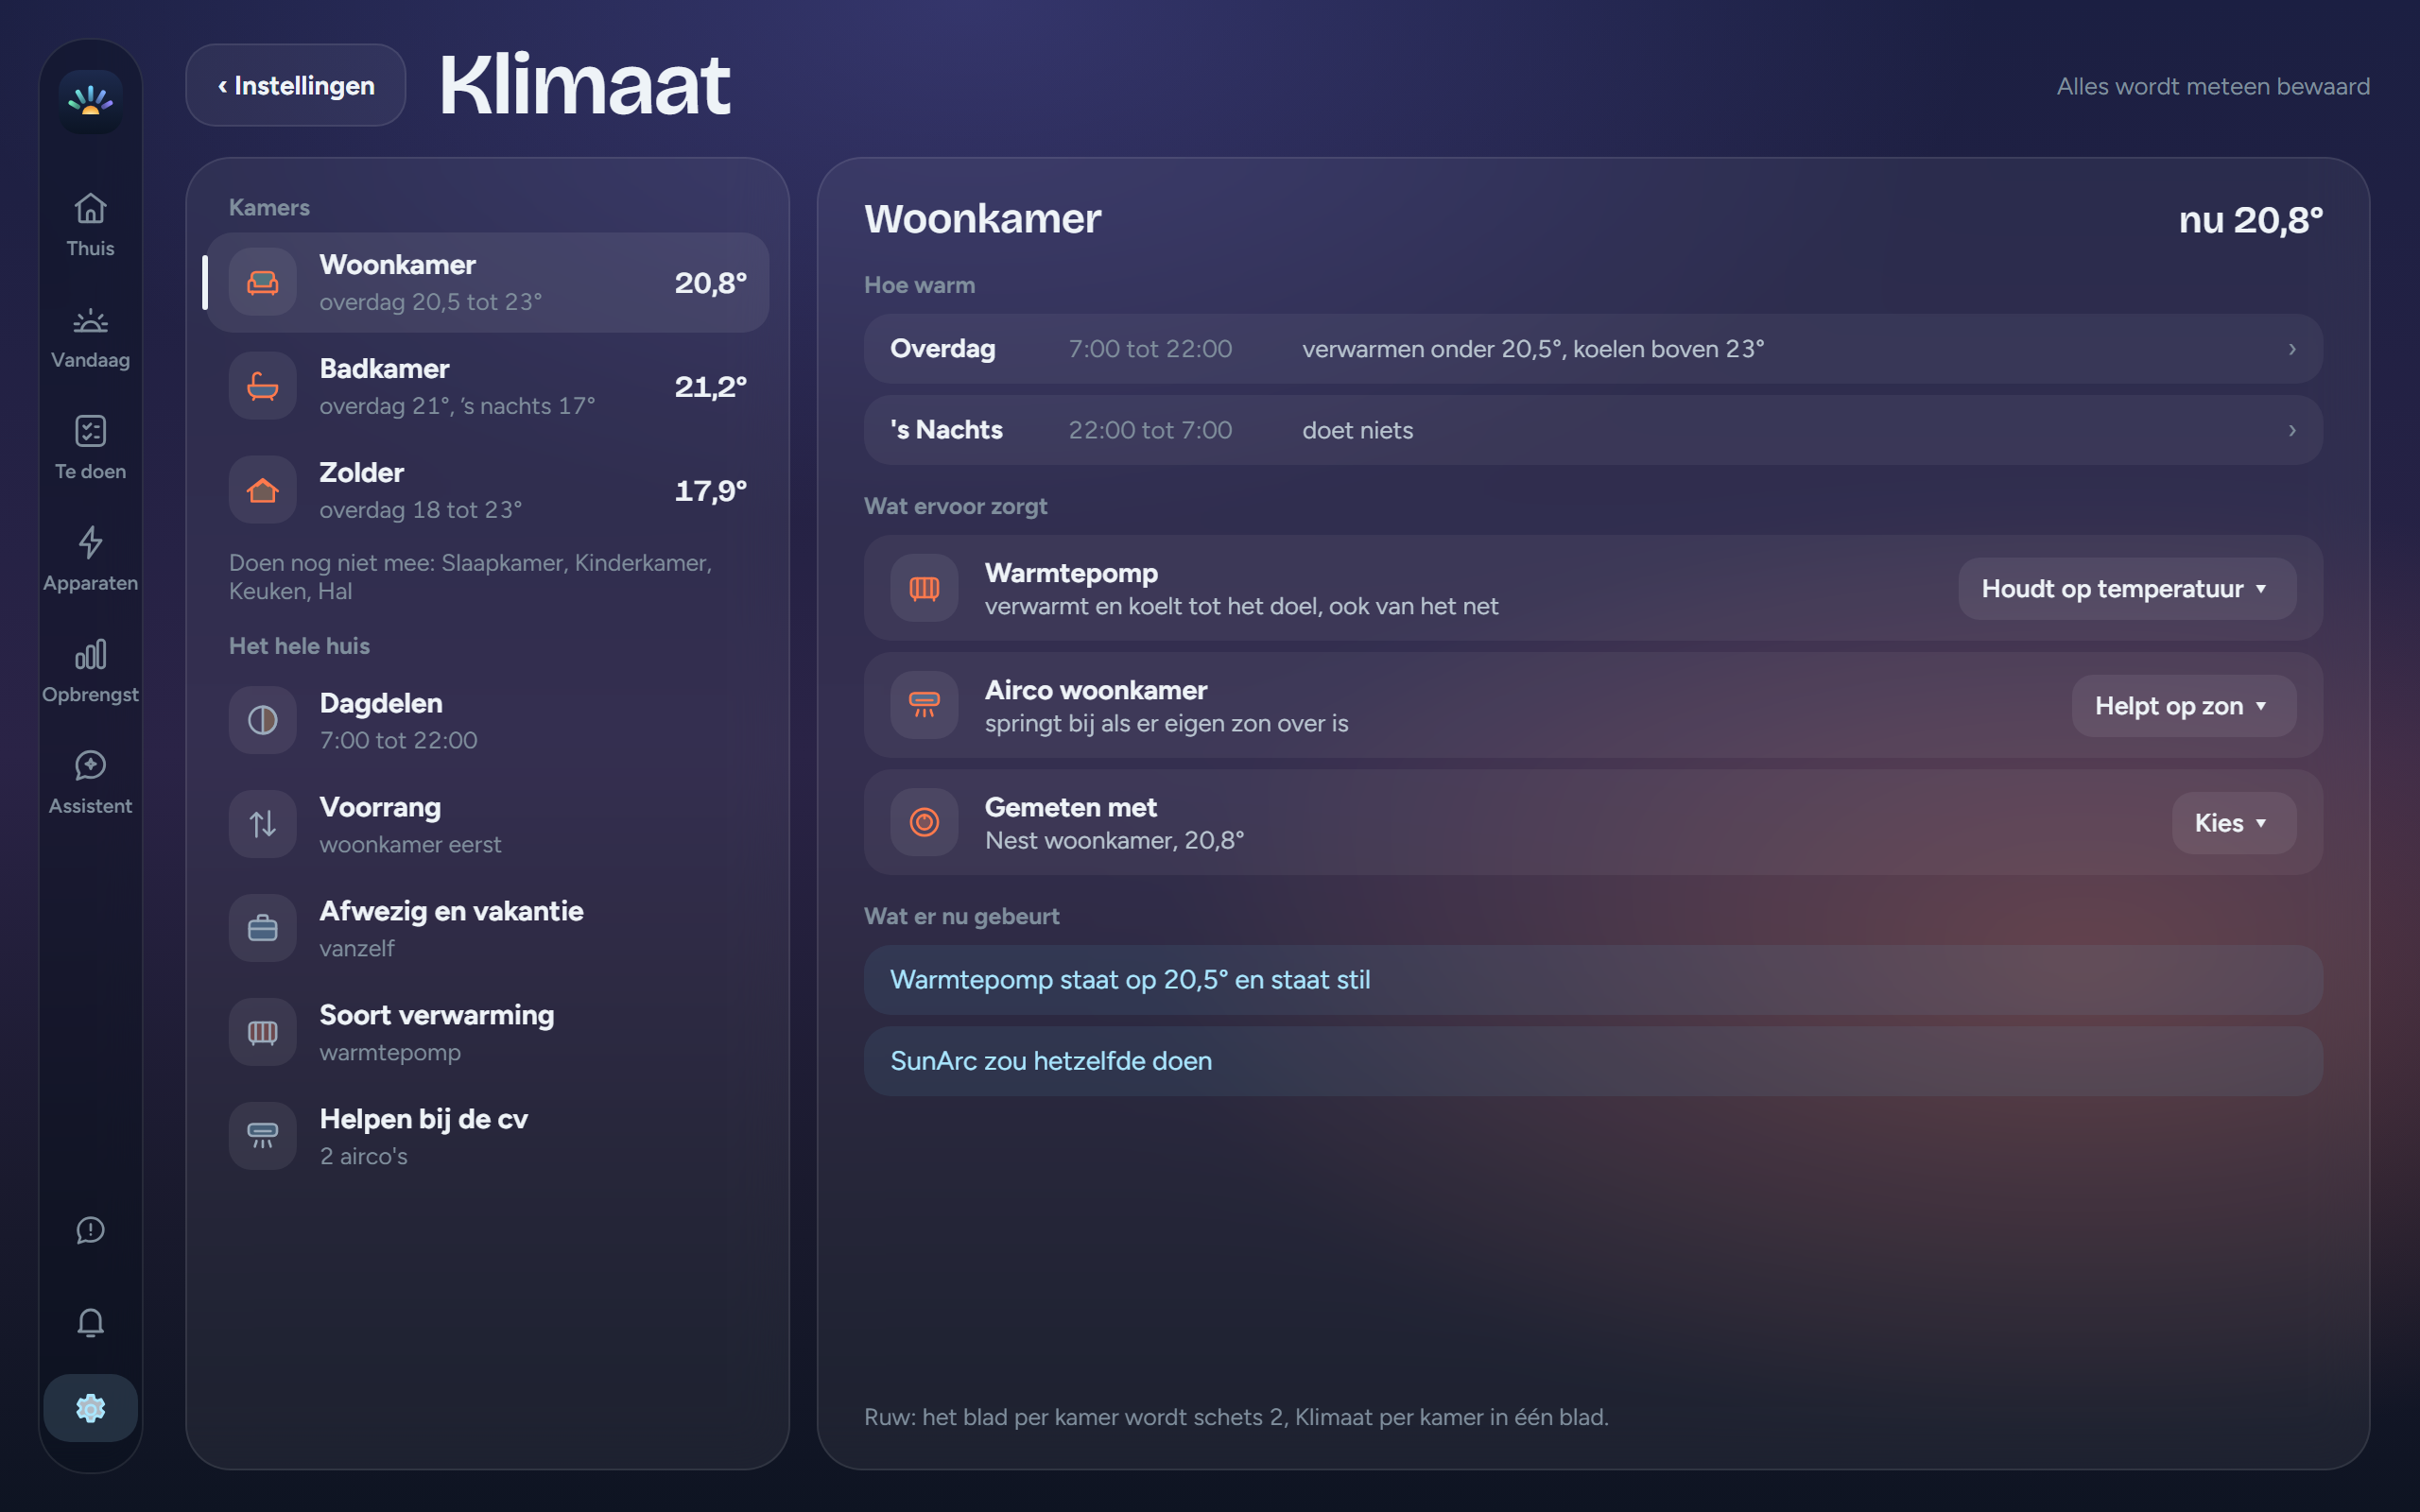 ‹ Instellingen
Klimaat
Alles wordt meteen bewaard
Thuis
Vandaag
Te doen
Apparaten
Opbrengst
Assistent
Kamers
Woonkamer
overdag 20,5 tot 23°
20,8°
Badkamer
overdag 21°, 's nachts 17°
21,2°
Zolder
overdag 18 tot 23°
17,9°
Doen nog niet mee: Slaapkamer, Kinderkamer,
Keuken, Hal
Het hele huis
Dagdelen
7:00 tot 22:00
Voorrang
woonkamer eerst
Afwezig en vakantie
vanzelf
Soort verwarming
warmtepomp
Helpen bij de cv
2 airco's
Woonkamer
nu 20,8°
Hoe warm
Overdag 7:00 tot 22:00 verwarmen onder 20,5°, koelen boven 23° ›
's Nachts 22:00 tot 7:00 doet niets ›
Wat ervoor zorgt
Warmtepomp
verwarmt en koelt tot het doel, ook van het net
Houdt op temperatuur ▾
Airco woonkamer
springt bij als er eigen zon over is
Helpt op zon ▾
Gemeten met
Nest woonkamer, 20,8°
Kies ▾
Wat er nu gebeurt
Warmtepomp staat op 20,5° en staat stil
SunArc zou hetzelfde doen
Ruw: het blad per kamer wordt schets 2, Klimaat per kamer in één blad.